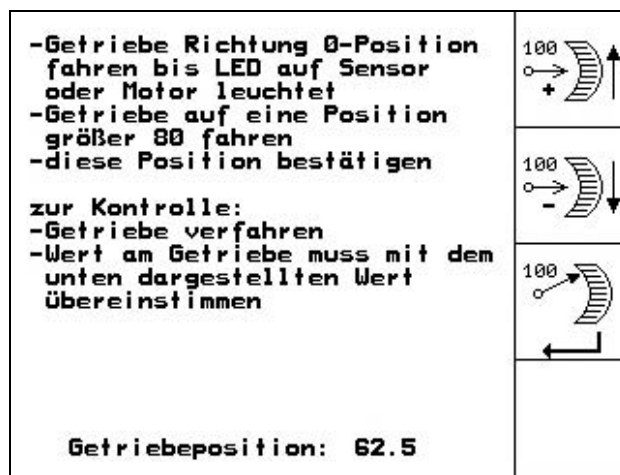 -Getriebe Richtung 0-Position
fahren bis LED auf Sensor
oder Motor leuchtet
-Getriebe auf eine Position
größer 80 fahren
-diese Position bestätigen
zur Kontrolle:
-Getriebe verfahren
-Wert am Getriebe muss mit dem
unten dargestellten Wert
übereinstimmen
Getriebeposition: 62.5
100
+
100
-
100